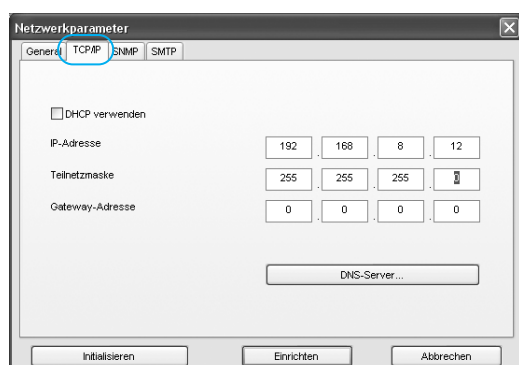 Netzwerkparameter
General TCP/IP SNMP SMTP
DHCP verwenden
IP-Adresse 192 . 168 . 8 . 12
Teilnetzmaske 255 . 255 . 255 . 0
Gateway-Adresse 0 . 0 . 0 . 0
DNS-Server...
Initialisieren Einrichten Abbrechen